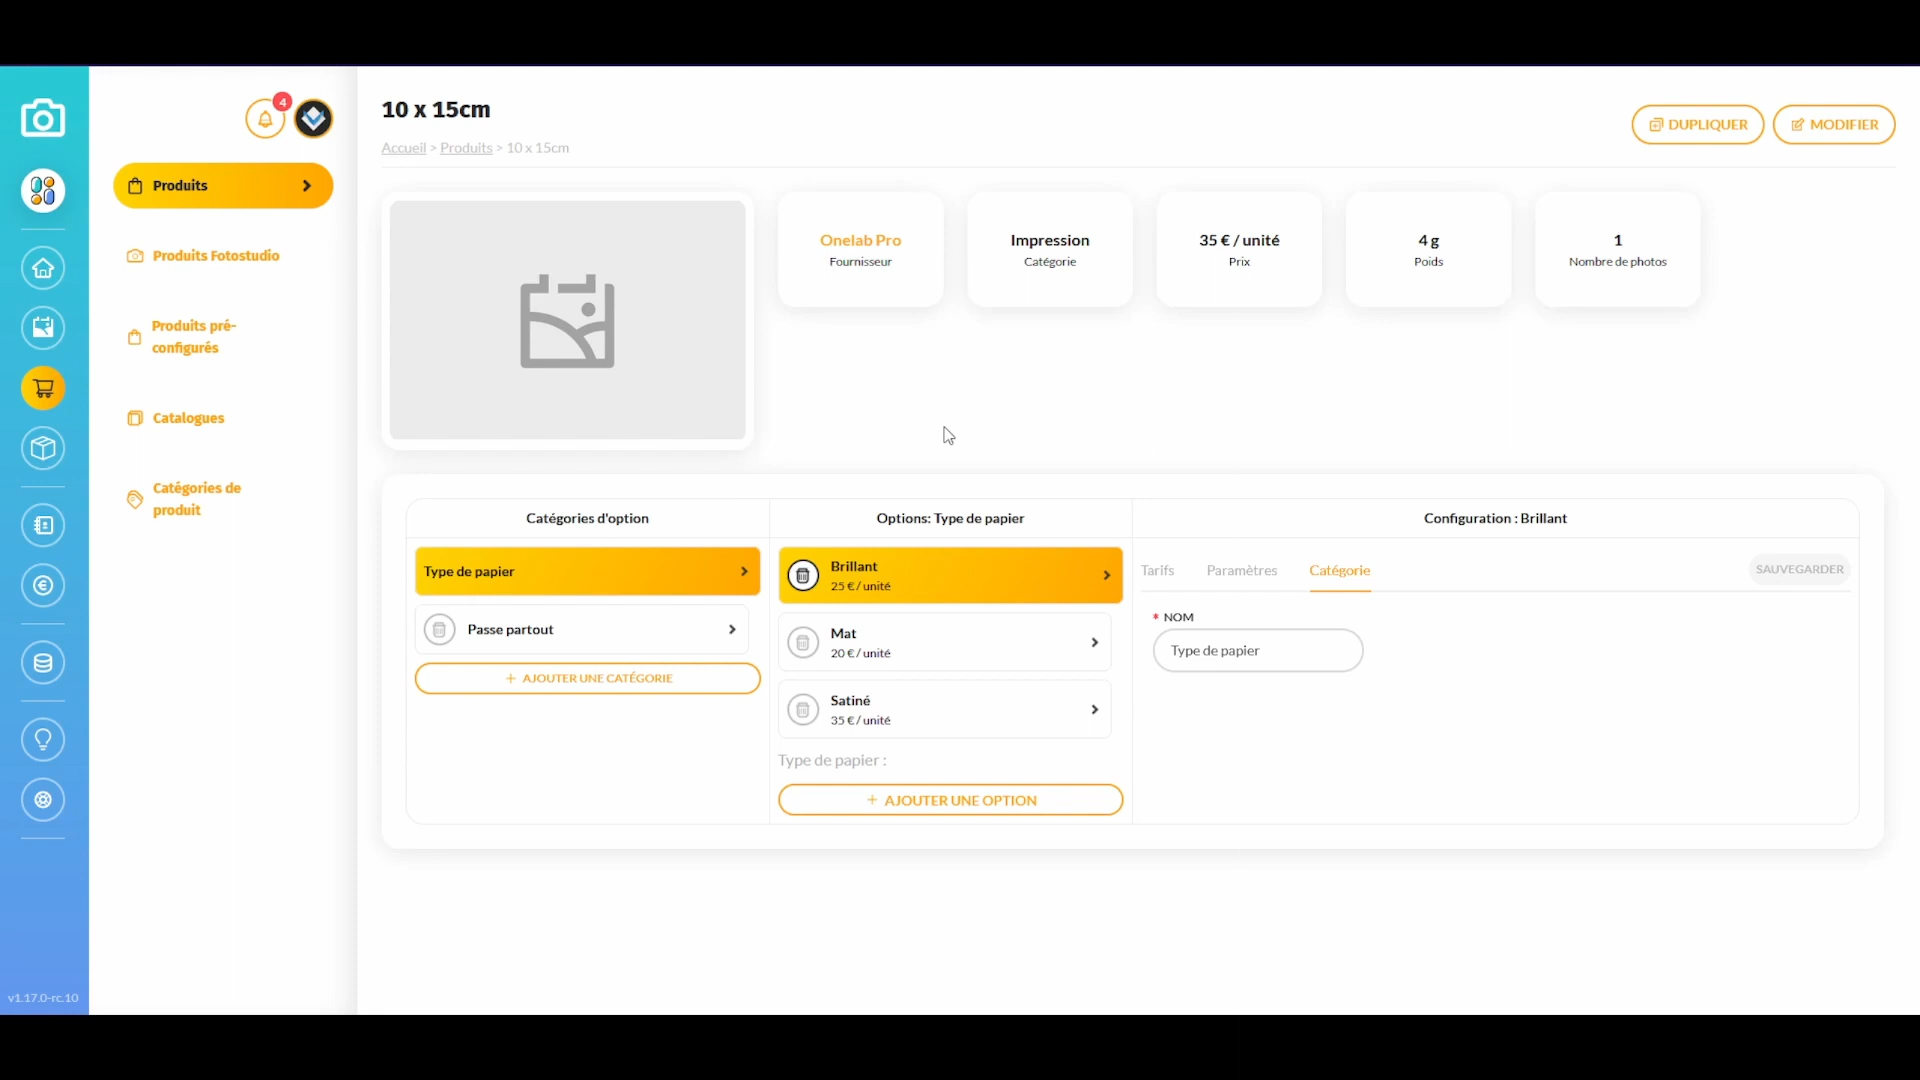 4
Produits
Produits Fotostudio
Produits pré-
configurés
Catalogues
Catégories de
produit
v1.17.0-rc.10
10 x 15cm
Accueil > Produits > 10 x 15cm
DUPLIQUER
MODIFIER
Onelab Pro
Fournisseur
Impression
Catégorie
35 € / unité
Prix
4 g
Poids
1
Nombre de photos
Catégories d'option
Type de papier
Passe partout
+ AJOUTER UNE CATÉGORIE
Options: Type de papier
Brillant
25 € / unité
Mat
20 € / unité
Satiné
35 € / unité
Type de papier :
+ AJOUTER UNE OPTION
Configuration : Brillant
Tarifs
Paramètres
Catégorie
SAUVEGARDER
* NOM
Type de papier